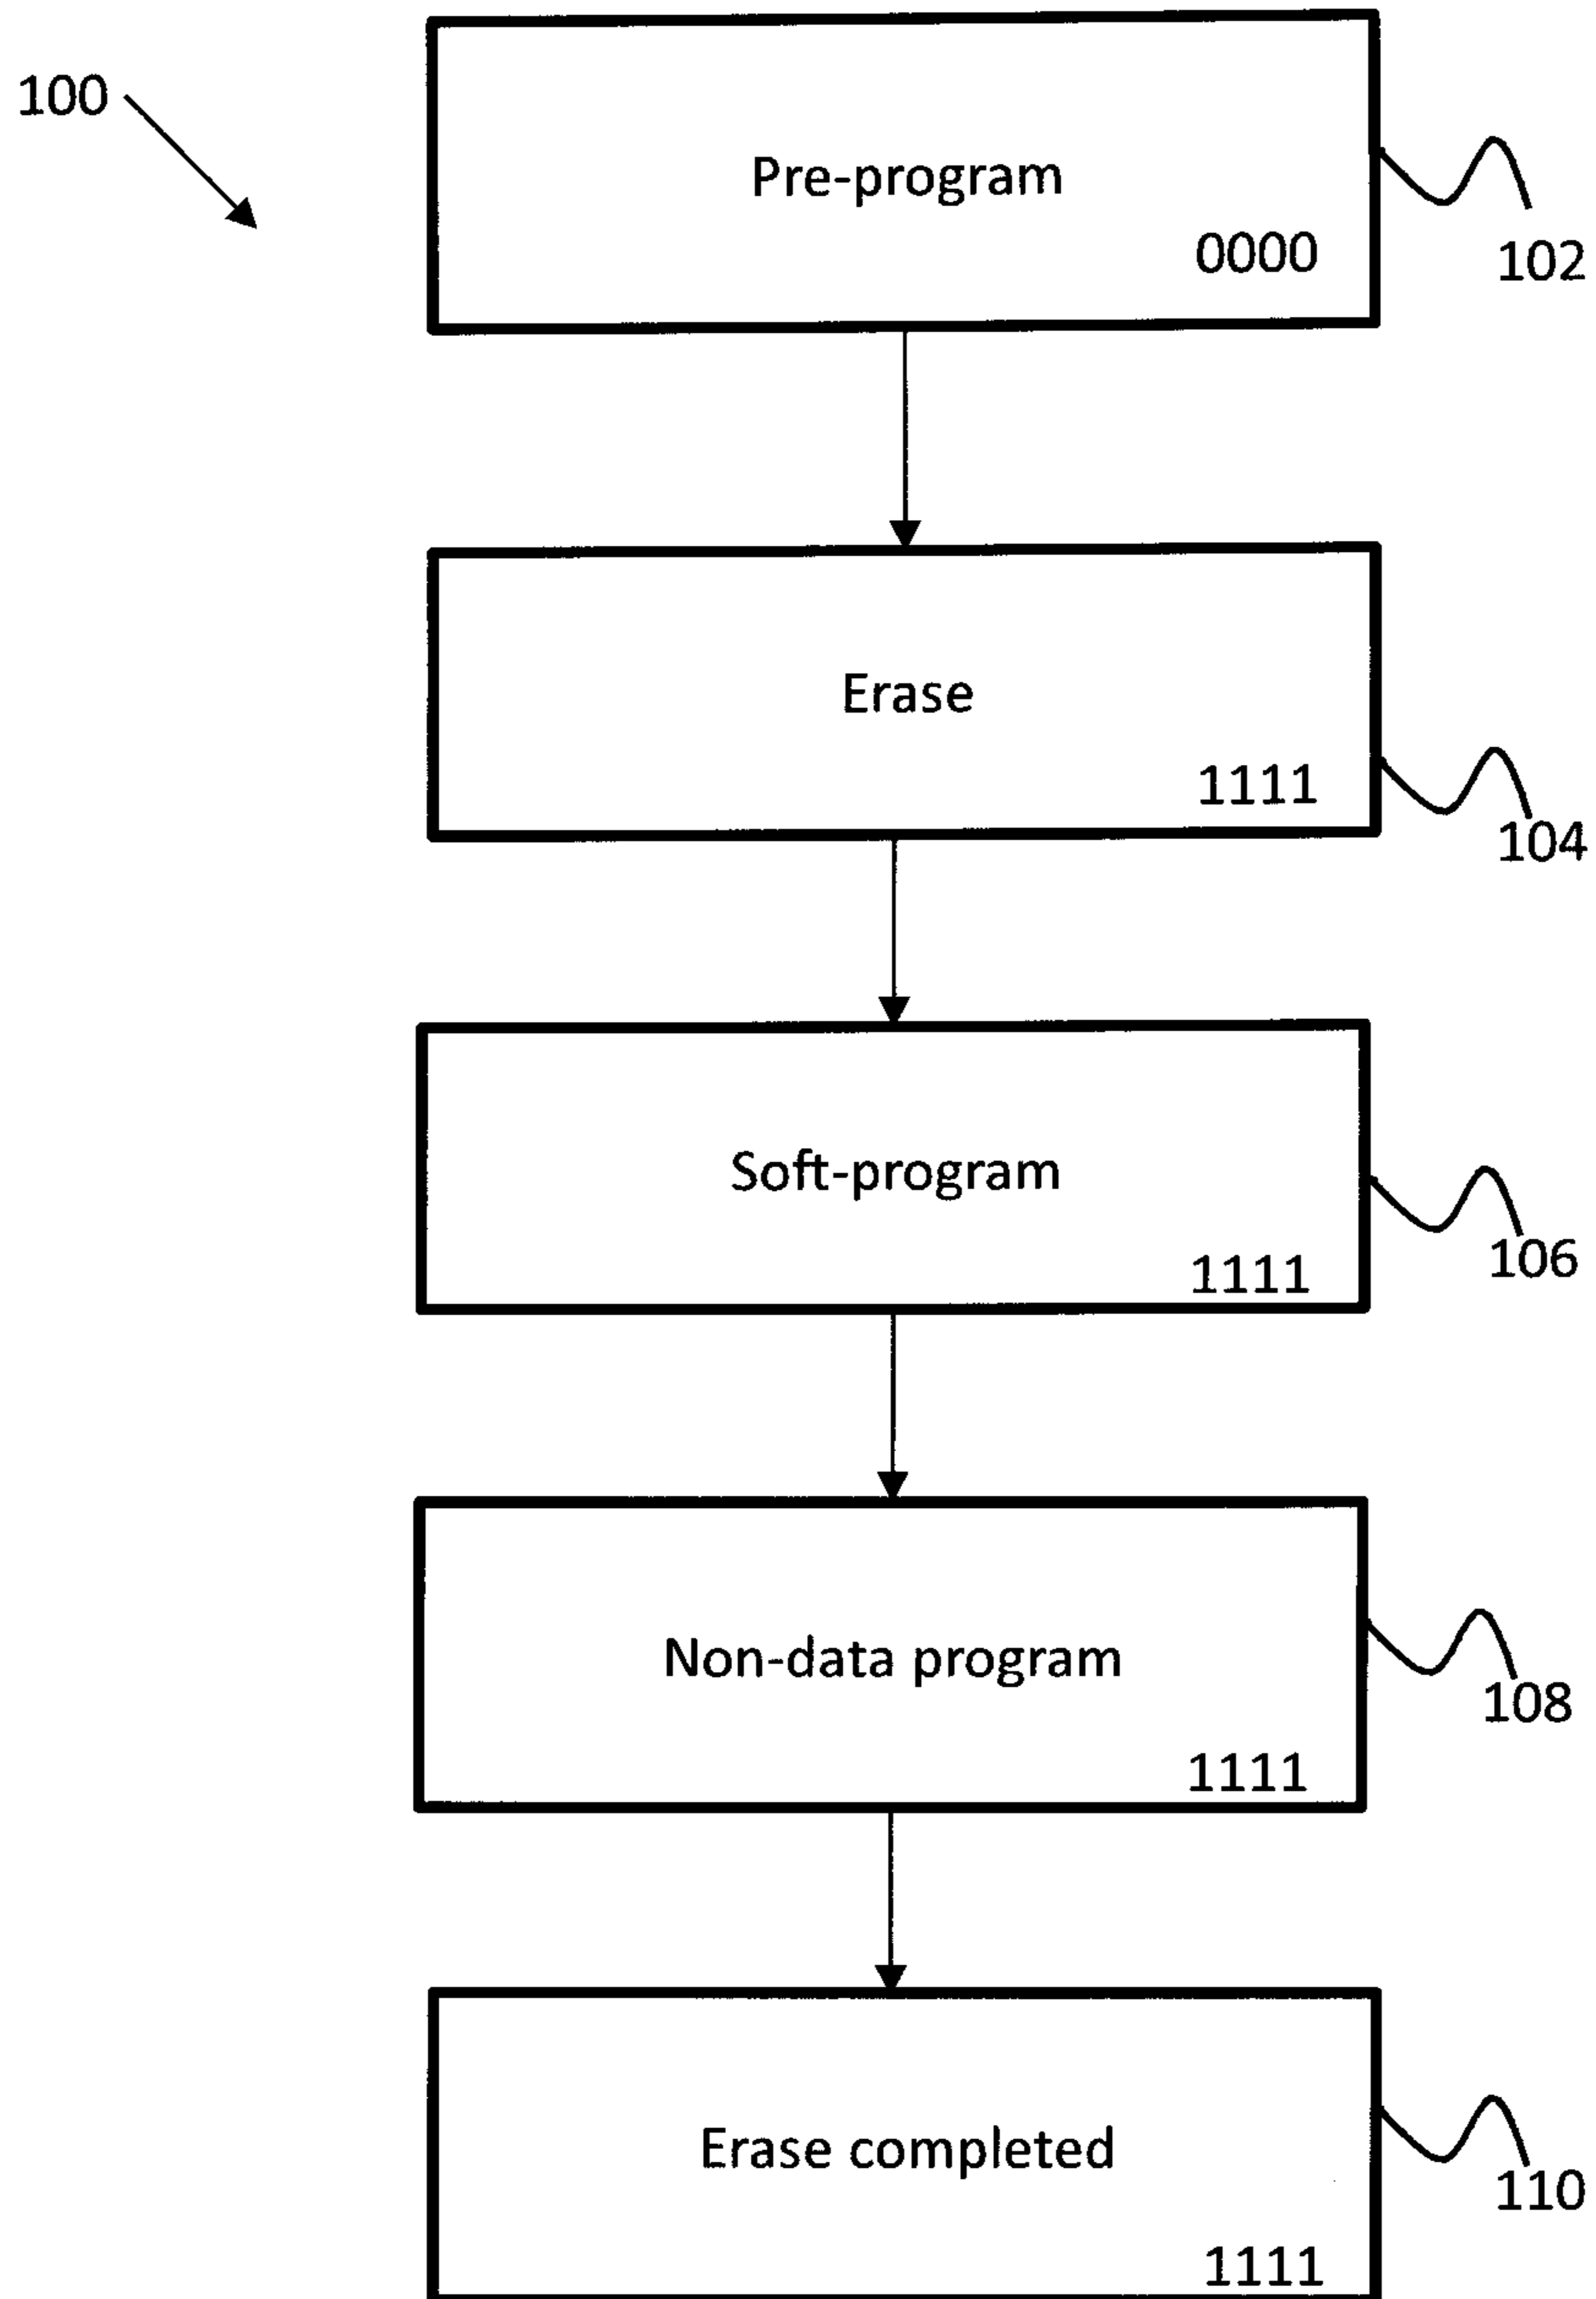 100
Pre-program
0000
102
Erase
1111
104
Soft-program
1111
106
Non-data program
1111
108
Erase completed
1111
110